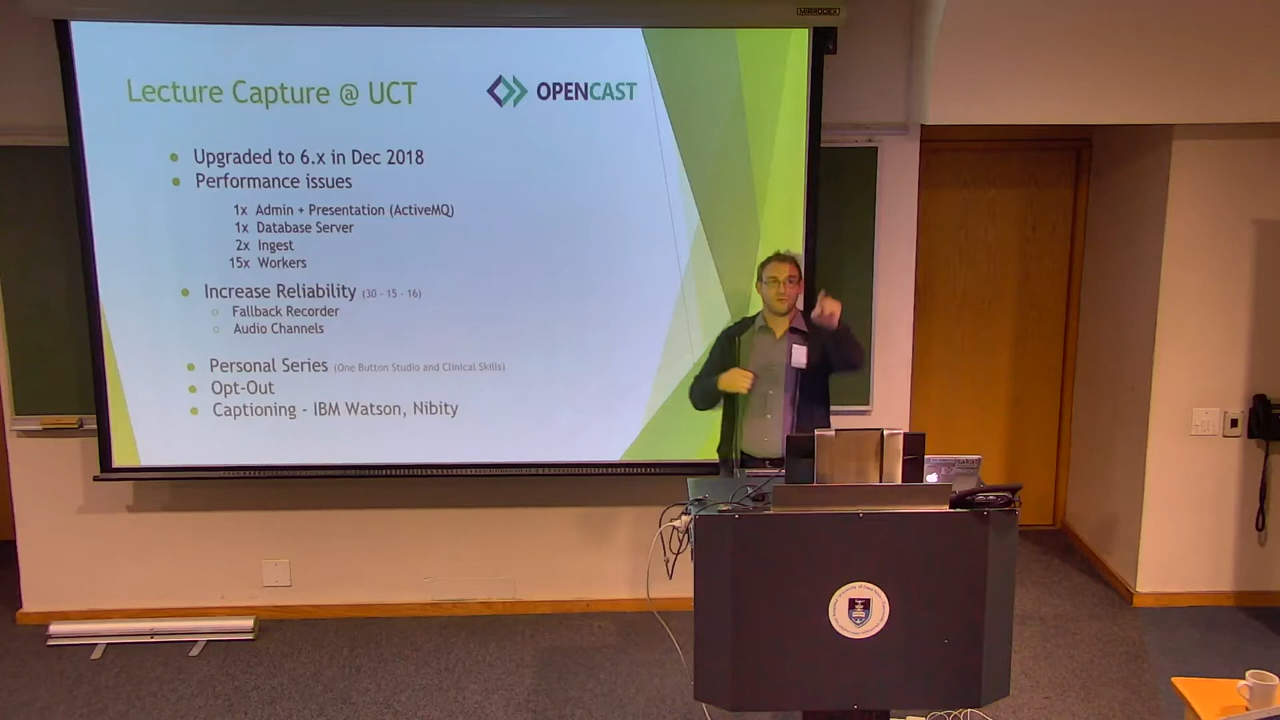 MIRRODEX
Lecture Capture @ UCT
OPENCAST
Upgraded to 6.x in Dec 2018
Performance issues
1x Admin + Presentation (ActiveMQ)
1x Database Server
2x Ingest
15x Workers
Increase Reliability (30 - 15 - 16)
Fallback Recorder
Audio Channels
Personal Series (One Button Studio and Clinical Skills)
Opt-Out
Captioning - IBM Watson, Nibity